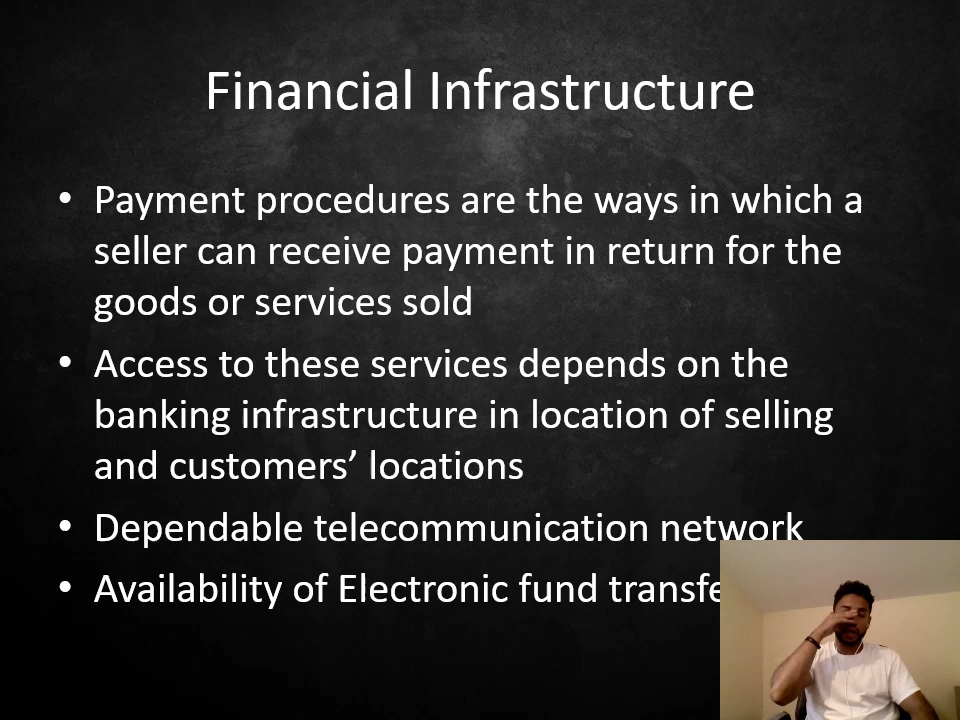 Financial Infrastructure
• Payment procedures are the ways in which a
seller can receive payment in return for the
goods or services sold
• Access to these services depends on the
banking infrastructure in location of selling
and customers’ locations
• Dependable telecommunication network
• Availability of Electronic fund